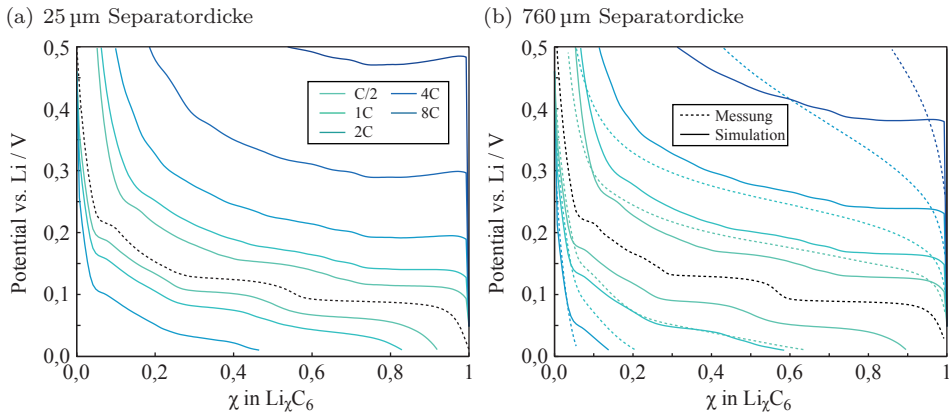 (a) 25 µm Separatordicke
(b) 760 µm Separatordicke
Potential vs. Li / V
0,5
0,4
0,3
0,2
0,1
0,0
C/2
1C
2C
4C
8C
0,0
0,2
0,4
0,6
0,8
1
χ in LiχC6
Potential vs. Li / V
0,5
0,4
0,3
0,2
0,1
0,0
Messung
Simulation
0,0
0,2
0,4
0,6
0,8
1
χ in LiχC6